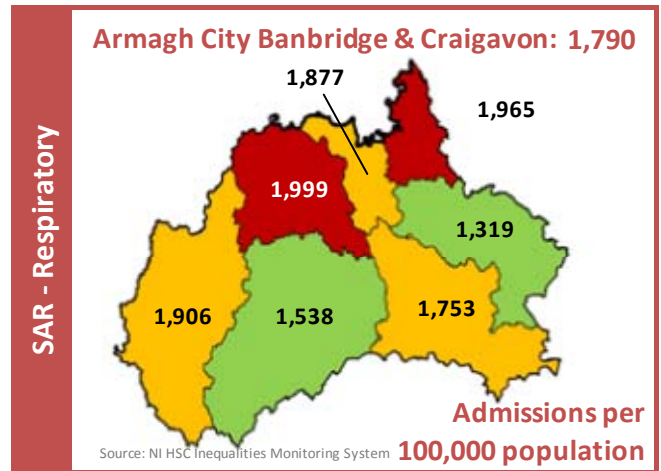 SAR - Respiratory
Armagh City Banbridge & Craigavon: 1,790
1,877
1,965
1,999
1,319
1,906
1,538
1,753
Admissions per
100,000 population
Source: NI HSC Inequalities Monitoring System